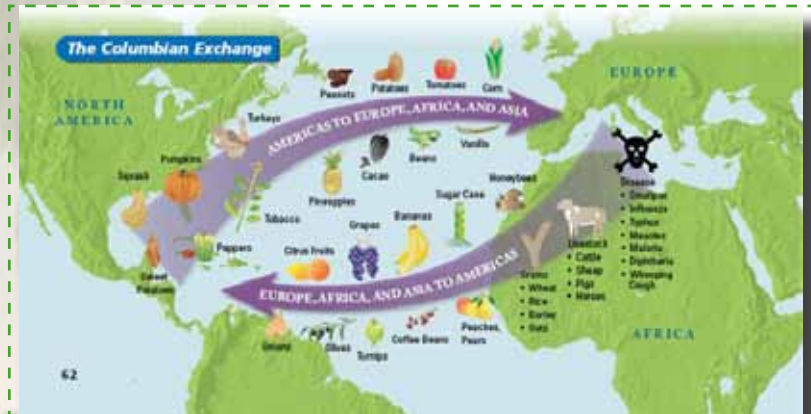 The Columbian Exchange
NORTH
AMERICA
EUROPE
AFRICA
AMERICAS TO EUROPE, AFRICA, AND ASIA
Peanuts
Potatoes
Tomatoes
Corn
Turkeys
Pumpkins
Squash
Sweet
Potatoes
Peppers
Tobacco
Pineapples
Cacao
Beans
Vanilla
EUROPE, AFRICA, AND ASIA TO AMERICAS
Citrus Fruits
Grapes
Bananas
Sugar Cane
Honeybees
Onions
Olives
Turnips
Coffee Beans
Peaches,
Pears
Grains
• Wheat
• Rice
• Barley
• Oats
Livestock
• Cattle
• Sheep
• Pigs
• Horses
Disease
• Smallpox
• Influenza
• Typhus
• Measles
• Malaria
• Diphtheria
• Whooping
Cough
62